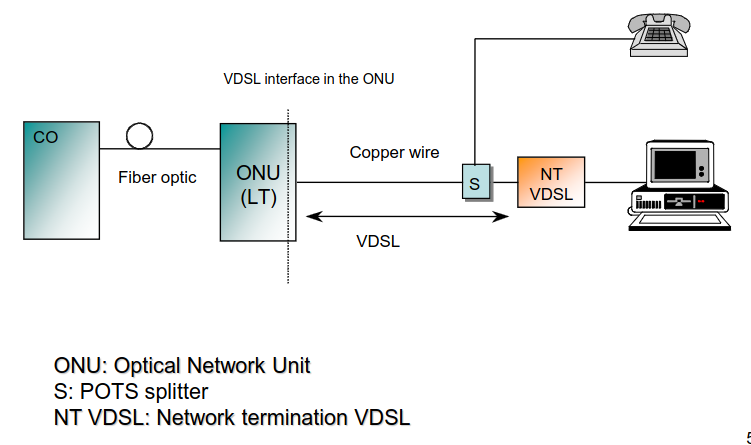 VDSL interface in the ONU
CO
Fiber optic
ONU
(LT)
Copper wire
S
NT
VDSL
VDSL
ONU: Optical Network Unit
S: POTS splitter
NT VDSL: Network termination VDSL